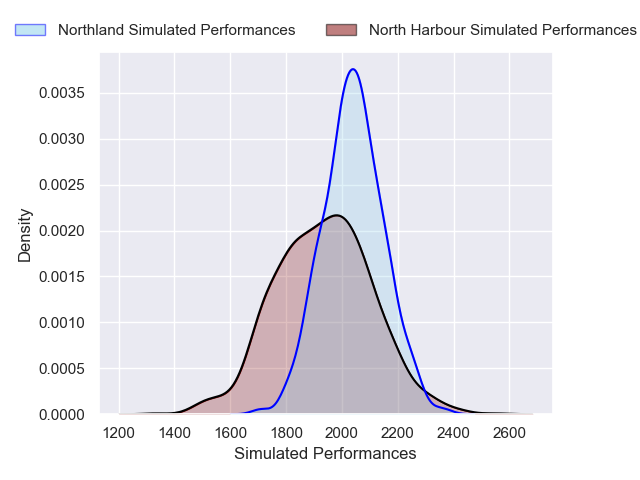 Northland Simulated Performances North Harbour Simulated Performances
0.0035
0.0030
0.0025
0.0020
0.0015
0.0010
0.0005
0.0000
Density
1200 1400 1600 1800 2000 2200 2400 2600
Simulated Performances